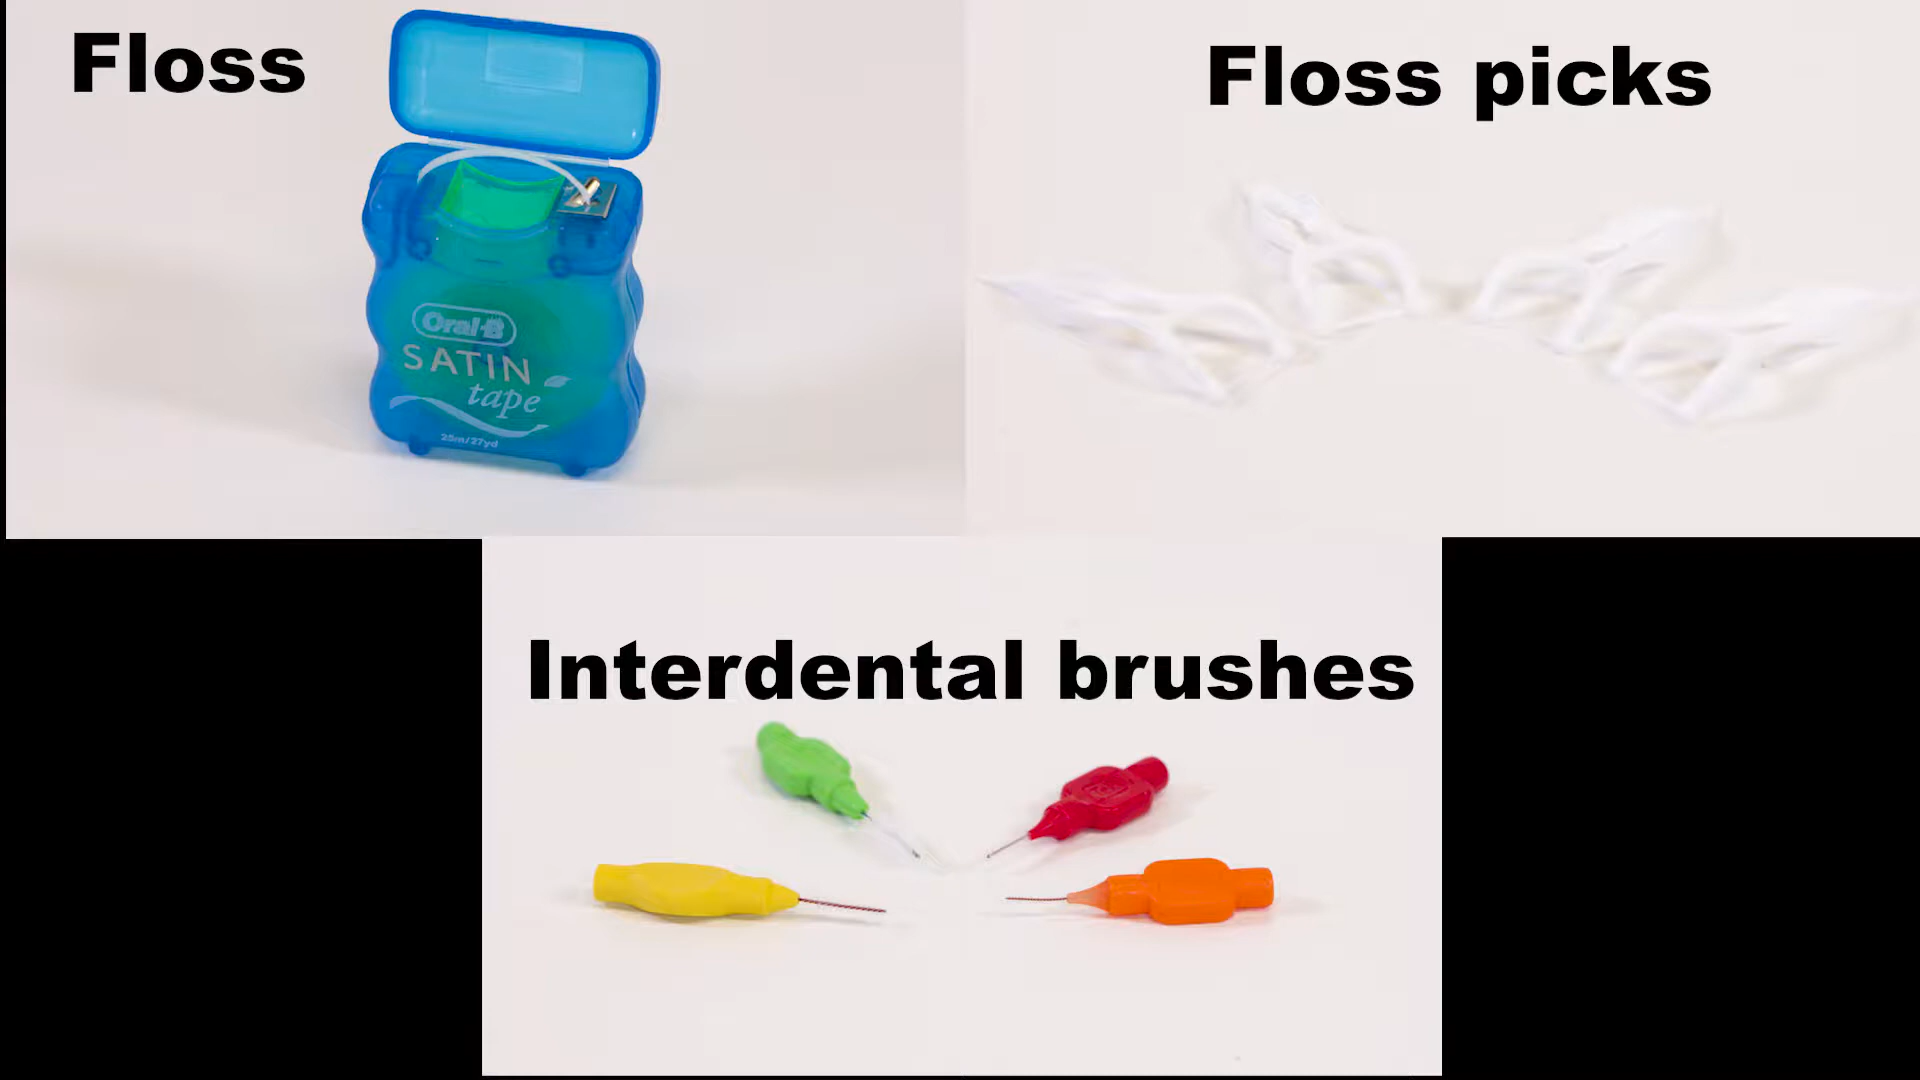 Floss
Floss picks
Oral-B
SATIN
tape
25m/27yd
Interdental brushes